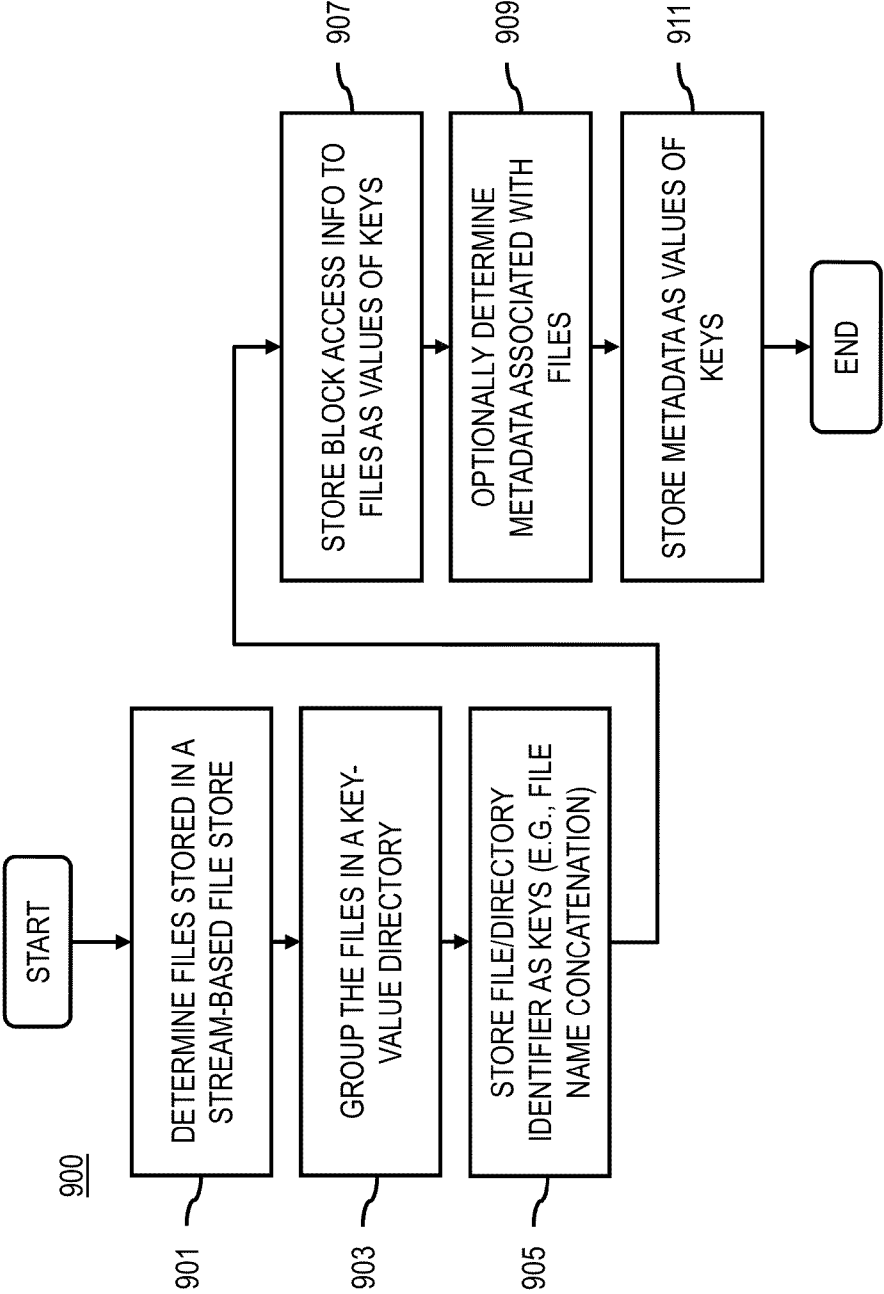 900
START
901
DETERMINE FILES STORED IN A
STREAM-BASED FILE STORE
903
GROUP THE FILES IN A KEY-
VALUE DIRECTORY
905
STORE FILE/DIRECTORY
IDENTIFIER AS KEYS (E.G., FILE
NAME CONCATENATION)
STORE BLOCK ACCESS INFO TO
FILES AS VALUES OF KEYS
907
OPTIONALLY DETERMINE
METADATA ASSOCIATED WITH
FILES
909
STORE METADATA AS VALUES OF
KEYS
911
END